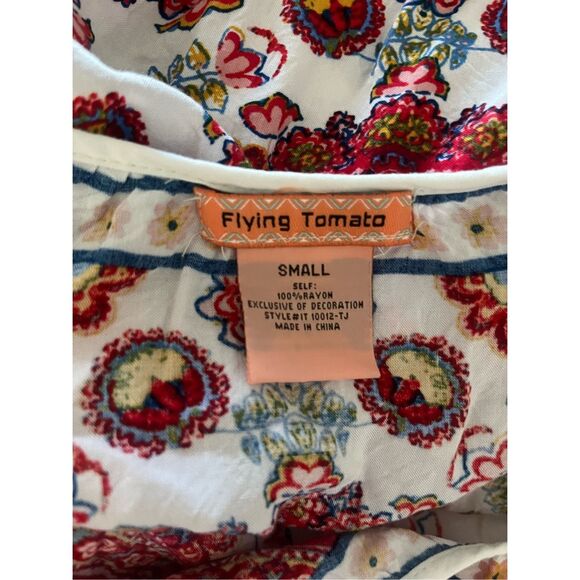 Flying Tomato
SMALL
SELF:
100%RAYON
EXCLUSIVE OF DECORATION
STYLE#IT 10012-TJ
MADE IN CHINA